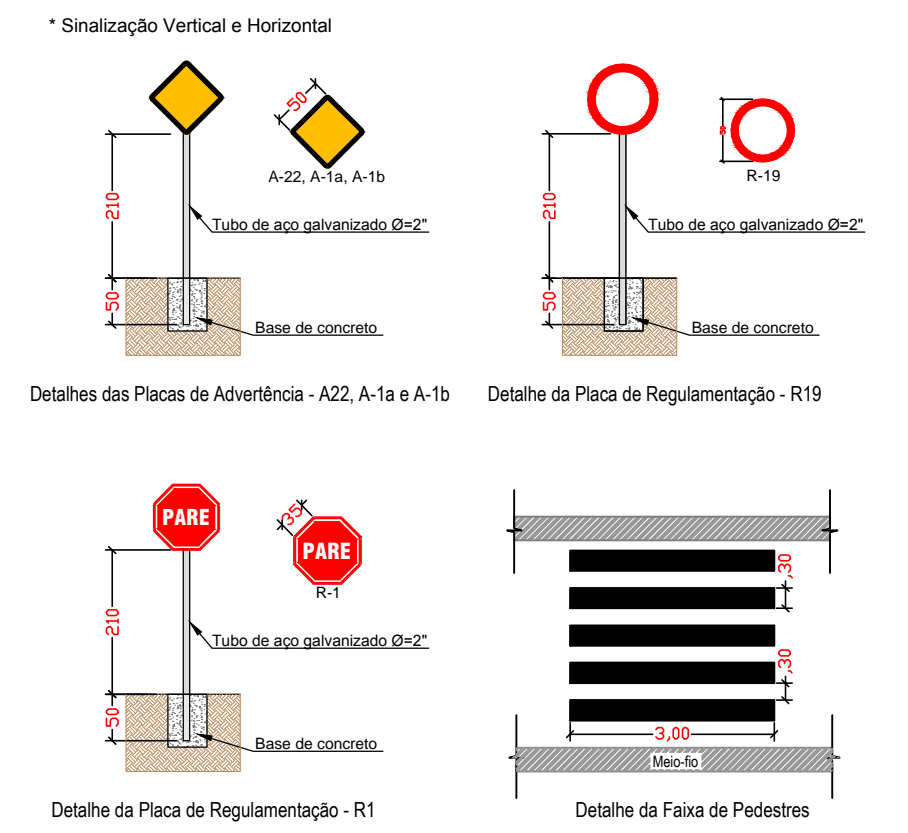 * Sinalização Vertical e Horizontal
50
A-22, A-1a, A-1b
210
Tubo de aço galvanizado Ø=2"
50
Base de concreto
Detalhes das Placas de Advertência - A22, A-1a e A-1b
R-19
210
Tubo de aço galvanizado Ø=2"
50
Base de concreto
Detalhe da Placa de Regulamentação - R19
PARE
35
PARE
R-1
210
Tubo de aço galvanizado Ø=2"
50
Base de concreto
Detalhe da Placa de Regulamentação - R1
,30
,30
3,00
Meio-fio
Detalhe da Faixa de Pedestres